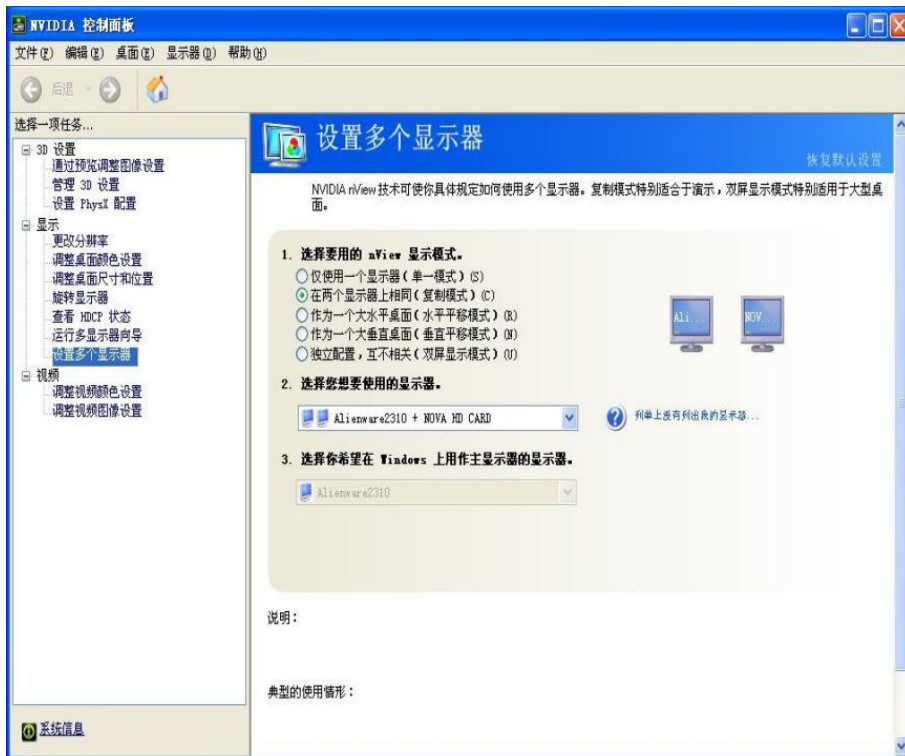 NVIDIA 控制面板
文件(F) 编辑(E) 桌面(E) 显示器(D) 帮助(H)
后退
选择一项任务...
3D 设置
通过预览调整图像设置
管理 3D 设置
设置 PhysX 配置
显示
更改分辨率
调整桌面颜色设置
调整桌面尺寸和位置
旋转显示器
查看 HDCP 状态
运行多显示器向导
设置多个显示器
视频
调整视频颜色设置
调整视频图像设置
系统信息
设置多个显示器
恢复默认设置
NVIDIA nView 技术可使你具体规定如何使用多个显示器。复制模式特别适合于演示，双屏显示模式特别适用于大型桌
面。
1. 选择要用的 nView 显示模式。
仅使用一个显示器(单一模式)(S)
在两个显示器上相同(复制模式)(C)
作为一个大水平桌面(水平平移模式)(R)
作为一个大垂直桌面(垂直平移模式)(N)
独立配置，互不相关(双屏显示模式)(U)
Ali...
NOV...
2. 选择您想要使用的显示器。
Alienware2310 + NOVA HD CARD
列单上没有列出我的显示器...
3. 选择你希望在 Windows 上用作主显示器的显示器。
Alienware2310
说明：
典型的使用情形：